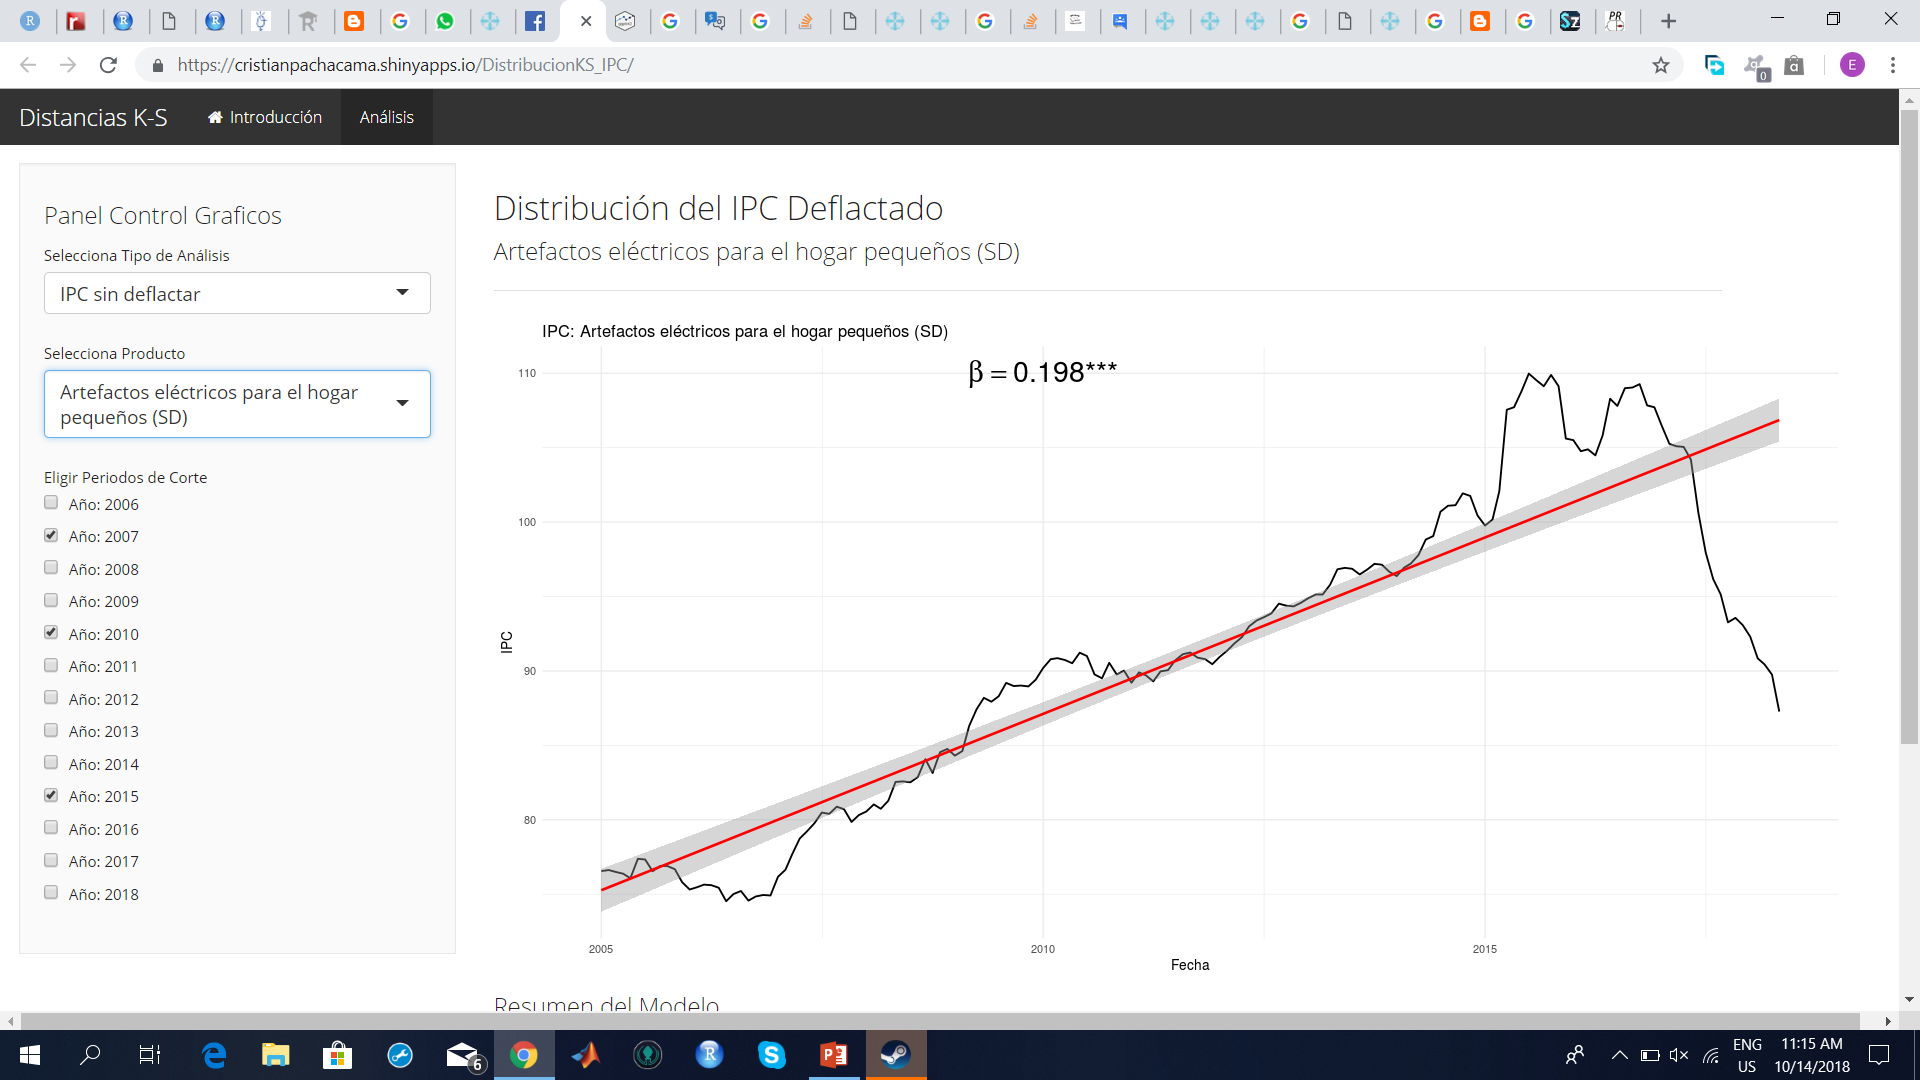 https://cristianpachacama.shinyapps.io/DistribucionKS_IPC/
0
a
E
Distancias K-S
Introducción
Análisis
Panel Control Graficos
Selecciona Tipo de Análisis
IPC sin deflactar
Selecciona Producto
Artefactos eléctricos para el hogar
pequeños (SD)
Eligir Periodos de Corte
Año: 2006
Año: 2007
Año: 2008
Año: 2009
Año: 2010
Año: 2011
Año: 2012
Año: 2013
Año: 2014
Año: 2015
Año: 2016
Año: 2017
Año: 2018
Distribución del IPC Deflactado
Artefactos eléctricos para el hogar pequeños (SD)
IPC: Artefactos eléctricos para el hogar pequeños (SD)
β = 0.198***
110
100
90
80
IPC
2005
2010
2015
Fecha
Resumen del Modelo
6
ENG
US
11:15 AM
10/14/2018